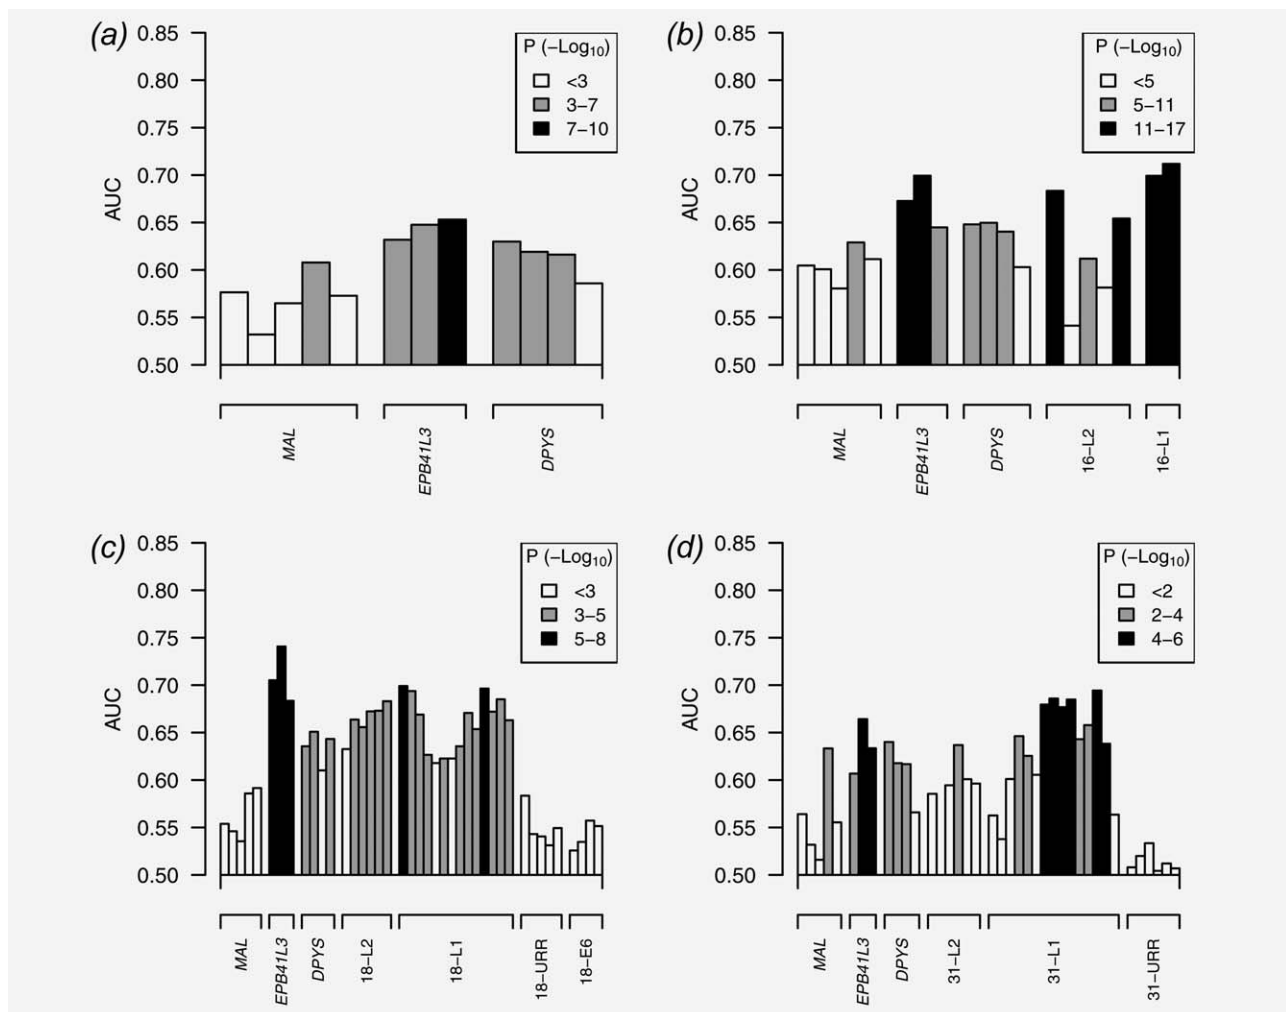 (a)
0.85
0.80
0.75
0.70
0.65
0.60
0.55
0.50
AUC
P (−Log₁₀)
<3
3−7
7−10
MAL
EPB41L3
DPYS
(b)
0.85
0.80
0.75
0.70
0.65
0.60
0.55
0.50
AUC
P (−Log₁₀)
<5
5−11
11−17
MAL
EPB41L3
DPYS
16−L2
16−L1
(c)
0.85
0.80
0.75
0.70
0.65
0.60
0.55
0.50
AUC
P (−Log₁₀)
<3
3−5
5−8
MAL
EPB41L3
DPYS
18−L2
18−L1
18−URR
18−E6
(d)
0.85
0.80
0.75
0.70
0.65
0.60
0.55
0.50
AUC
P (−Log₁₀)
<2
2−4
4−6
MAL
EPB41L3
DPYS
31−L2
31−L1
31−URR